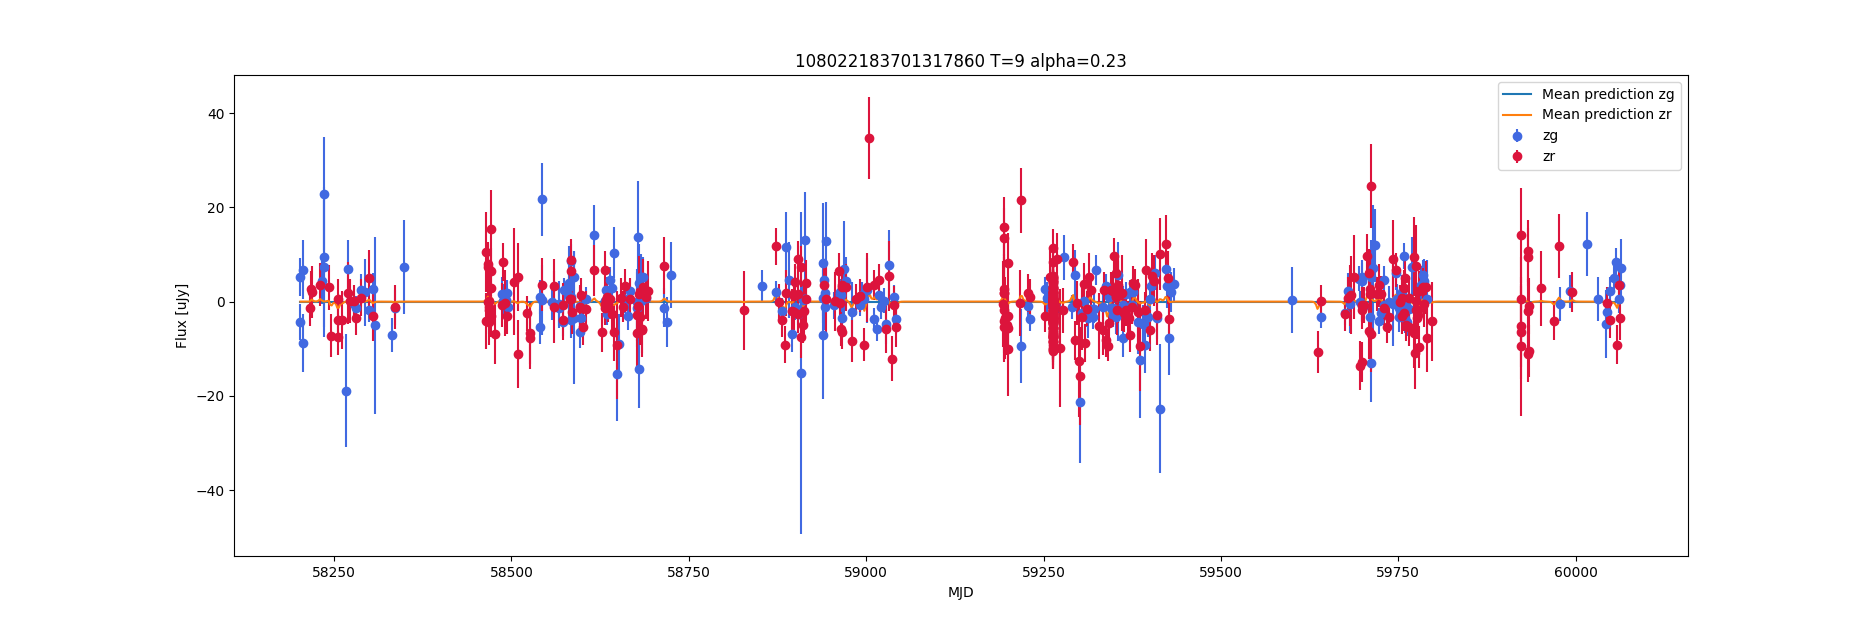 108022183701317860 T=9 alpha=0.23
Mean prediction zg
Mean prediction zr
zg
zr
Flux [uJy]
40
20
0
−20
−40
58250
58500
58750
59000
59250
59500
59750
60000
MJD